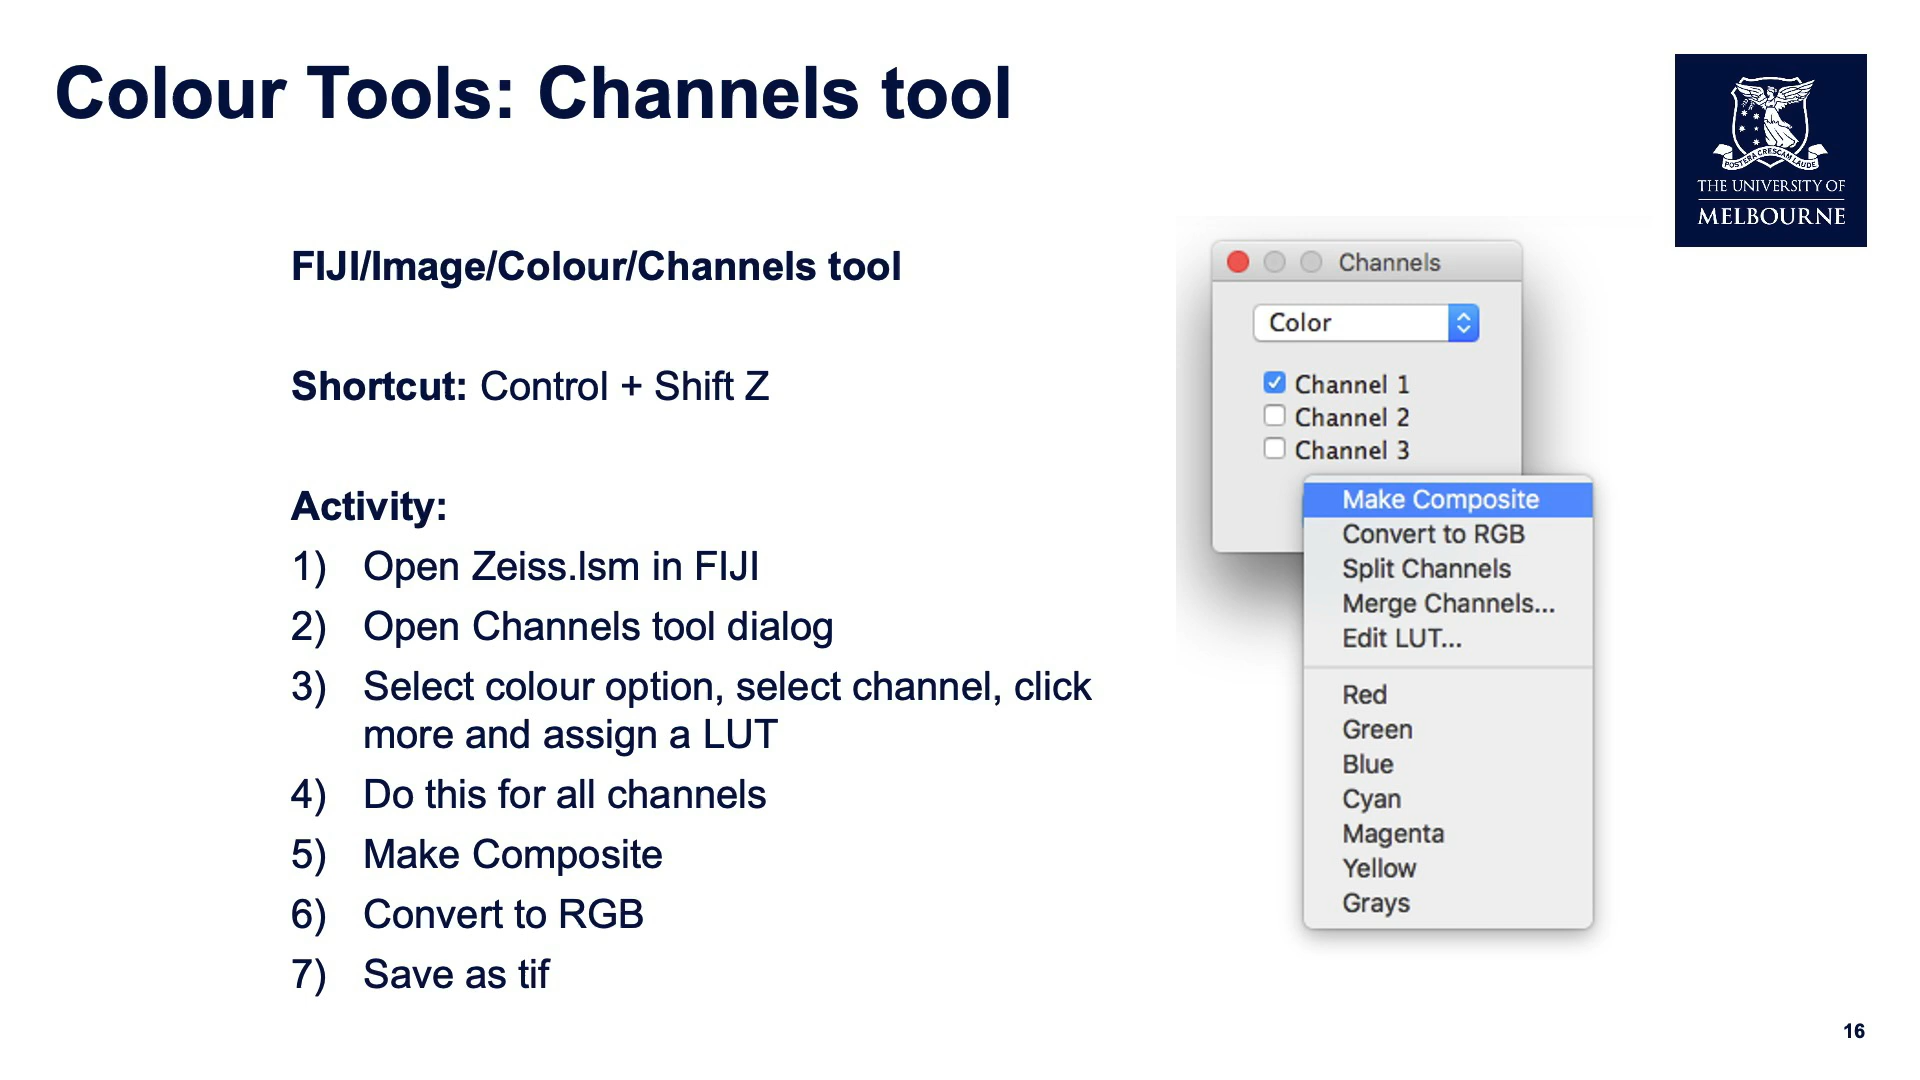 Colour Tools: Channels tool
POSTERA CRESCAM LAUDE
THE UNIVERSITY OF
MELBOURNE
FIJI/Image/Colour/Channels tool
Shortcut: Control + Shift Z
Activity:
1) Open Zeiss.lsm in FIJI
2) Open Channels tool dialog
3) Select colour option, select channel, click
more and assign a LUT
4) Do this for all channels
5) Make Composite
6) Convert to RGB
7) Save as tif
Channels
Color
Channel 1
Channel 2
Channel 3
Make Composite
Convert to RGB
Split Channels
Merge Channels...
Edit LUT...
Red
Green
Blue
Cyan
Magenta
Yellow
Grays
16